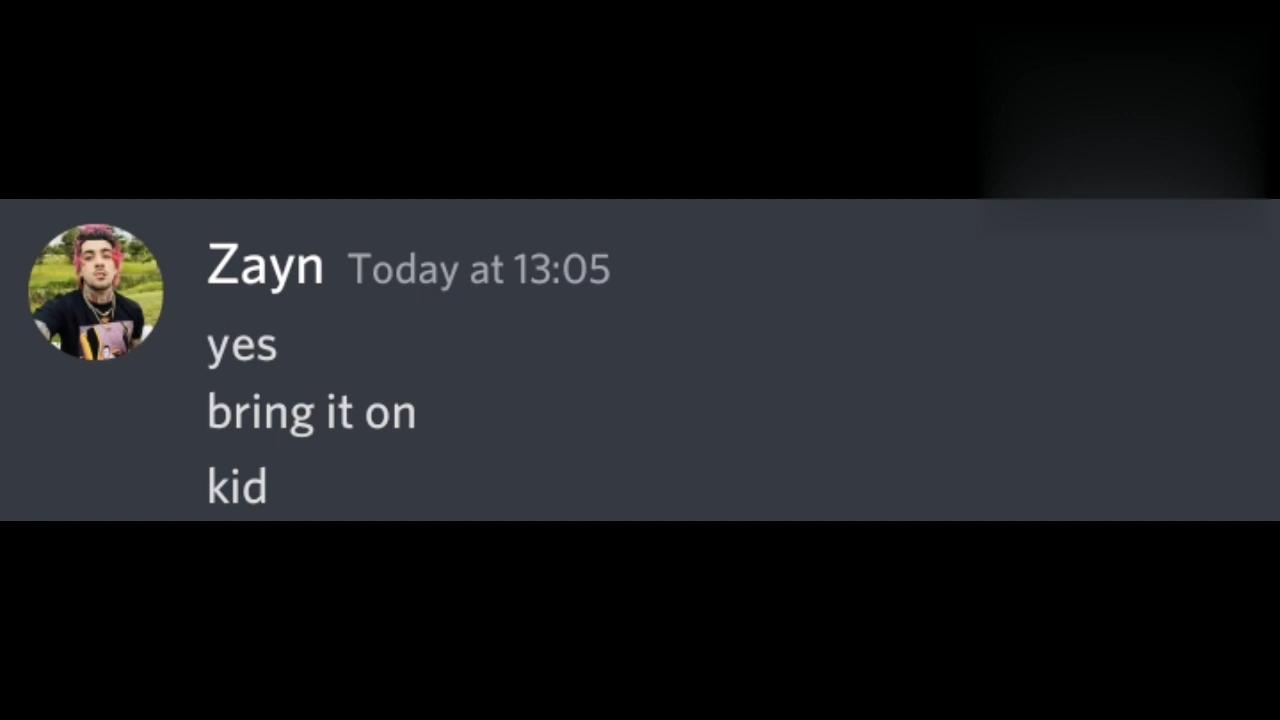 Zayn Today at 13:05
yes
bring it on
kid